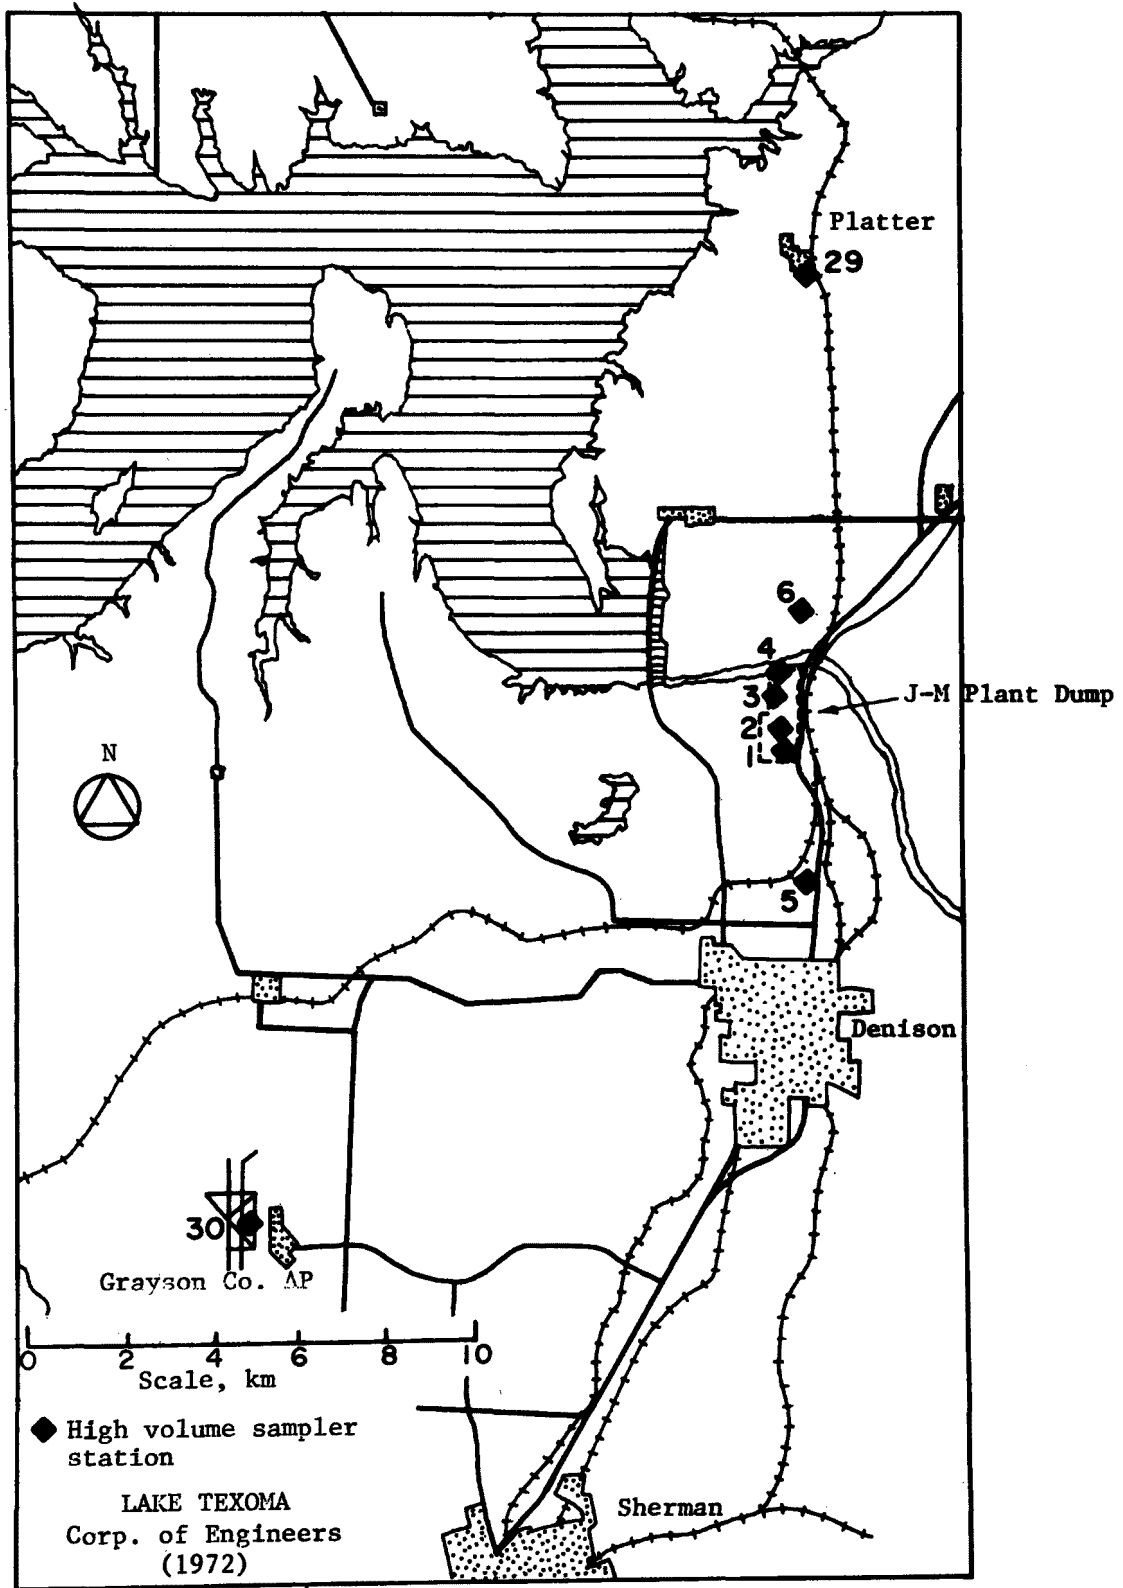 Platter
29
6
4
3
J-M Plant Dump
2
1
N
5
Denison
30
Grayson Co. AP
0 2 4 6 8 10
Scale, km
High volume sampler
station
LAKE TEXOMA
Corp. of Engineers
(1972)
Sherman